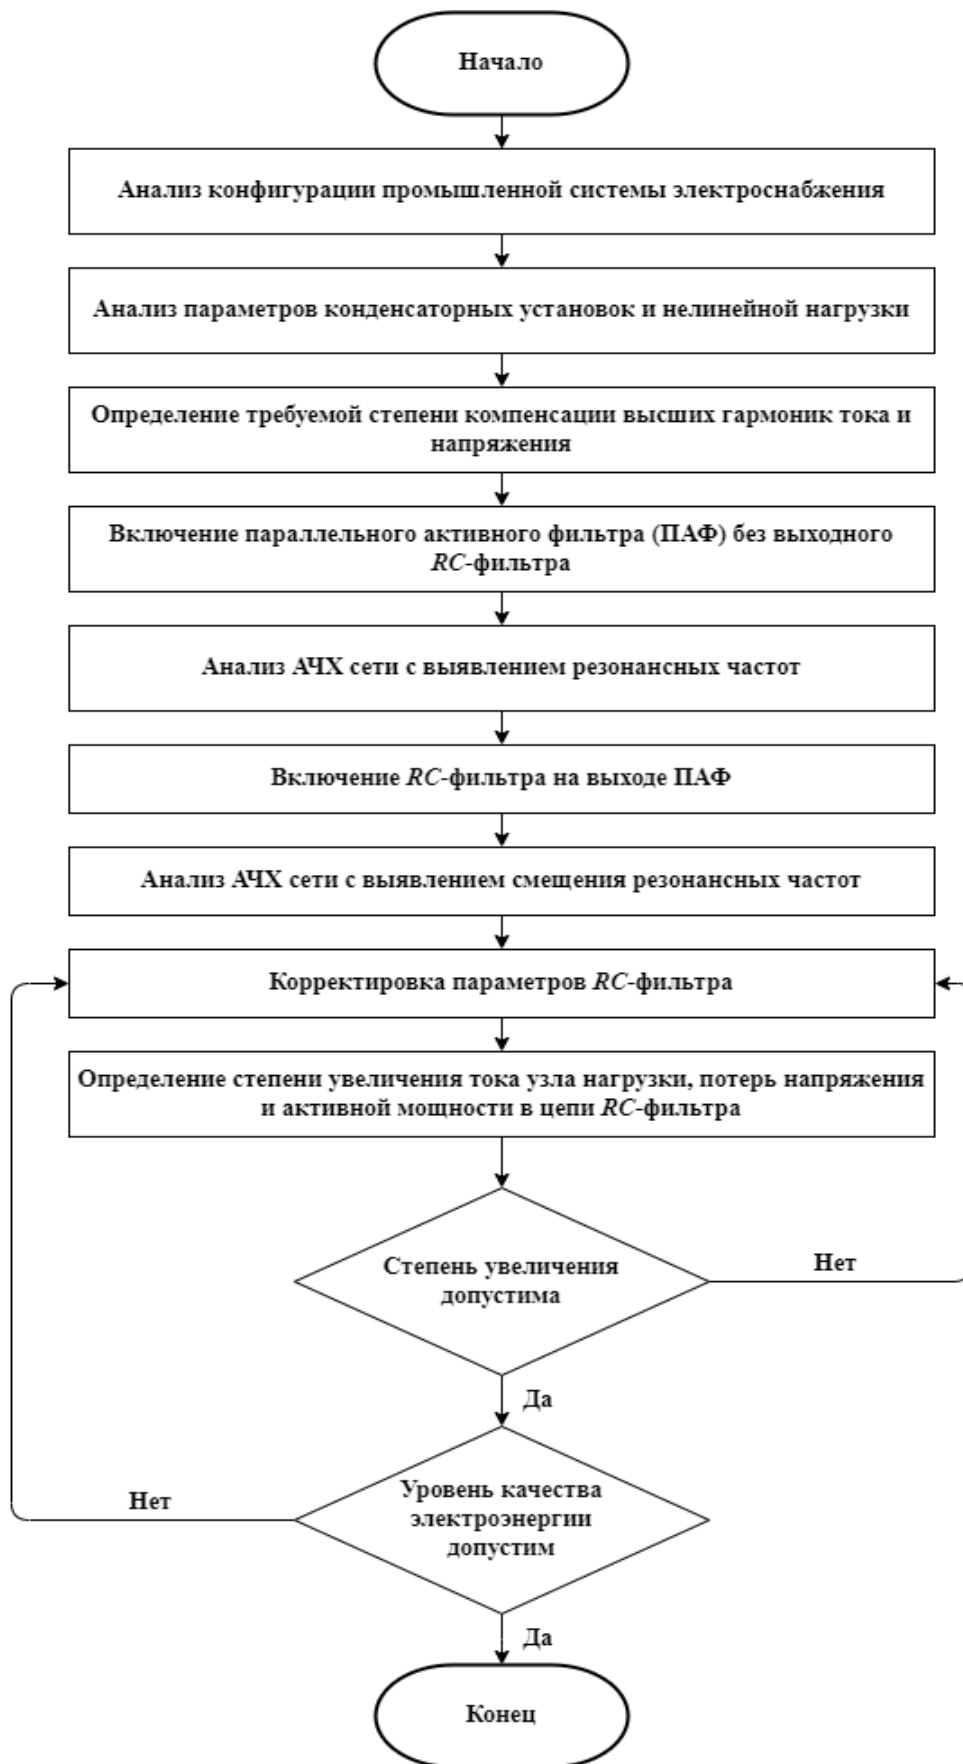 Начало
Анализ конфигурации промышленной системы электроснабжения
Анализ параметров конденсаторных установок и нелинейной нагрузки
Определение требуемой степени компенсации высших гармоник тока и
напряжения
Включение параллельного активного фильтра (ПАФ) без выходного
RC-фильтра
Анализ АЧХ сети с выявлением резонансных частот
Включение RC-фильтра на выходе ПАФ
Анализ АЧХ сети с выявлением смещения резонансных частот
Корректировка параметров RC-фильтра
Определение степени увеличения тока узла нагрузки, потерь напряжения
и активной мощности в цепи RC-фильтра
Степень увеличения
допустима
Нет
Да
Уровень качества
электроэнергии
допустим
Нет
Да
Конец